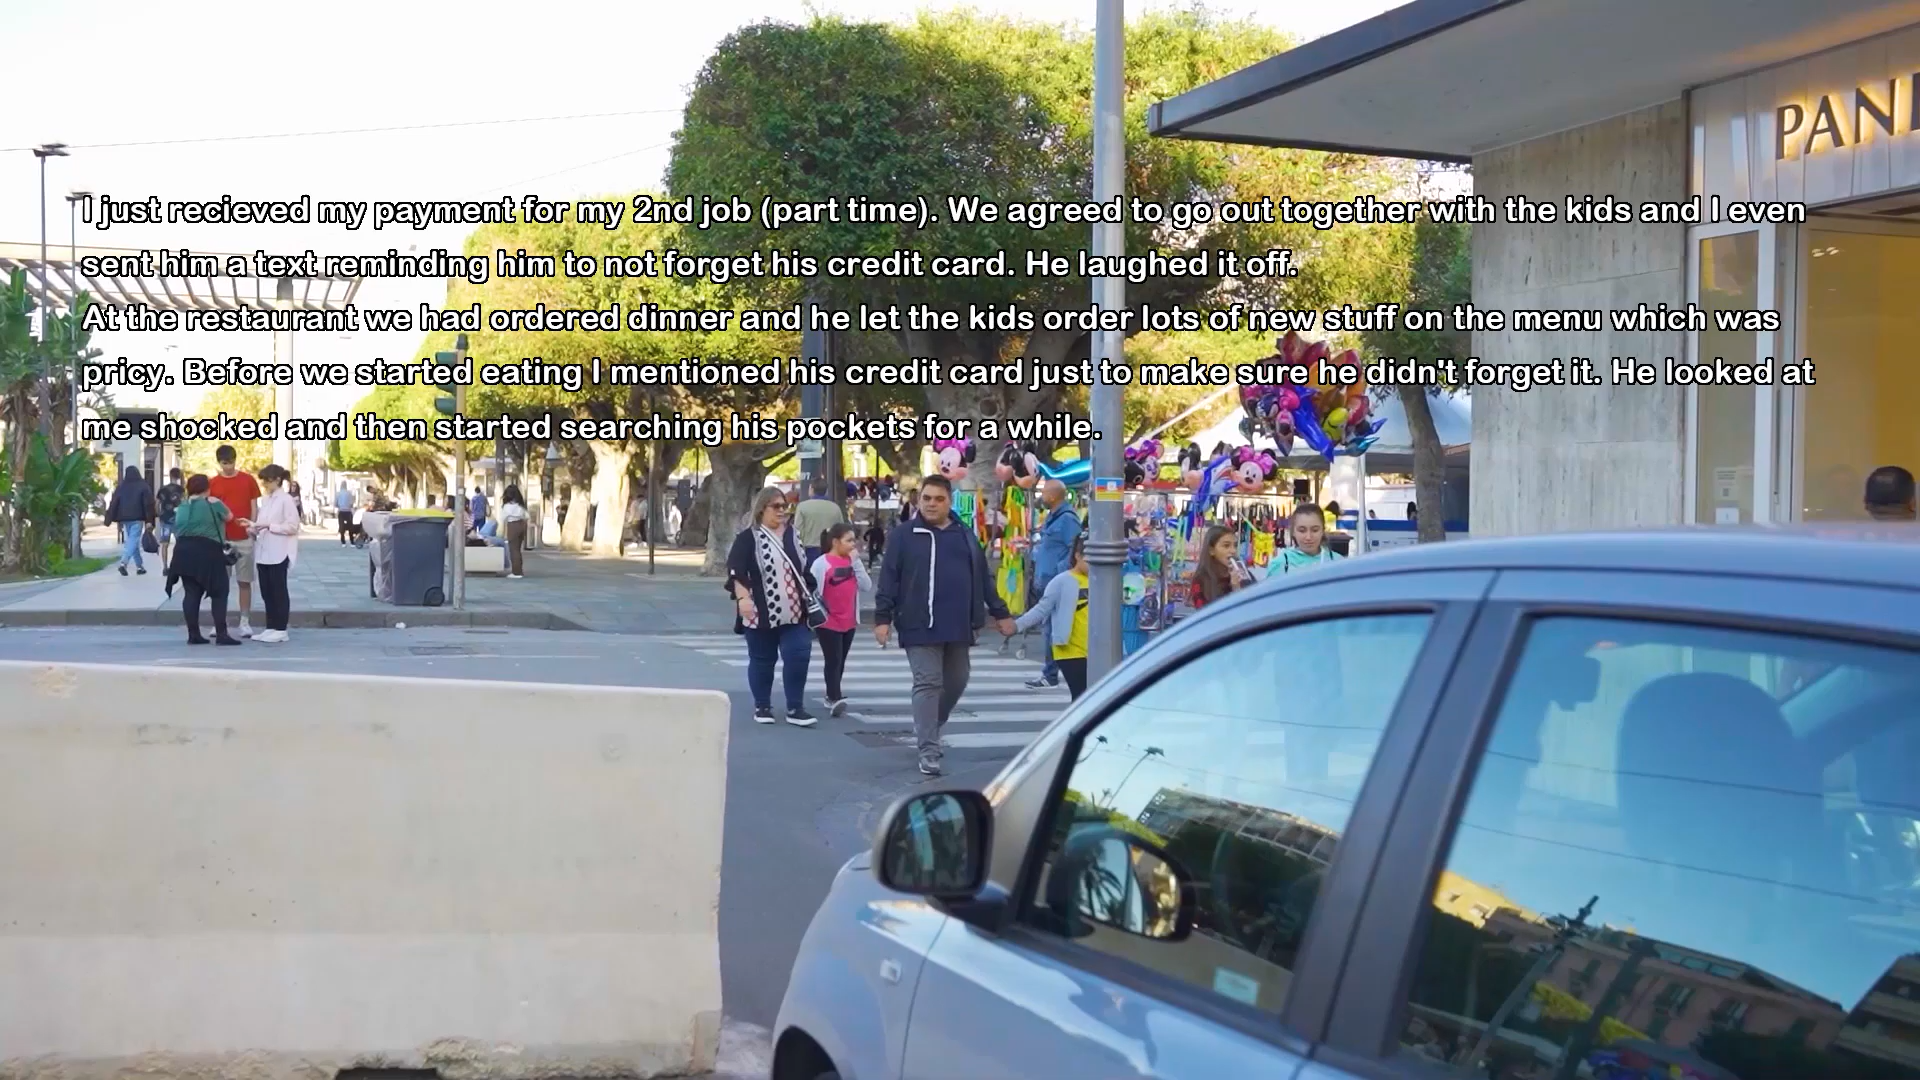 PAN
I just recieved my payment for my 2nd job (part time). We agreed to go out together with the kids and I even
sent him a text reminding him to not forget his credit card. He laughed it off.
At the restaurant we had ordered dinner and he let the kids order lots of new stuff on the menu which was
pricy. Before we started eating I mentioned his credit card just to make sure he didn't forget it. He looked at
me shocked and then started searching his pockets for a while.